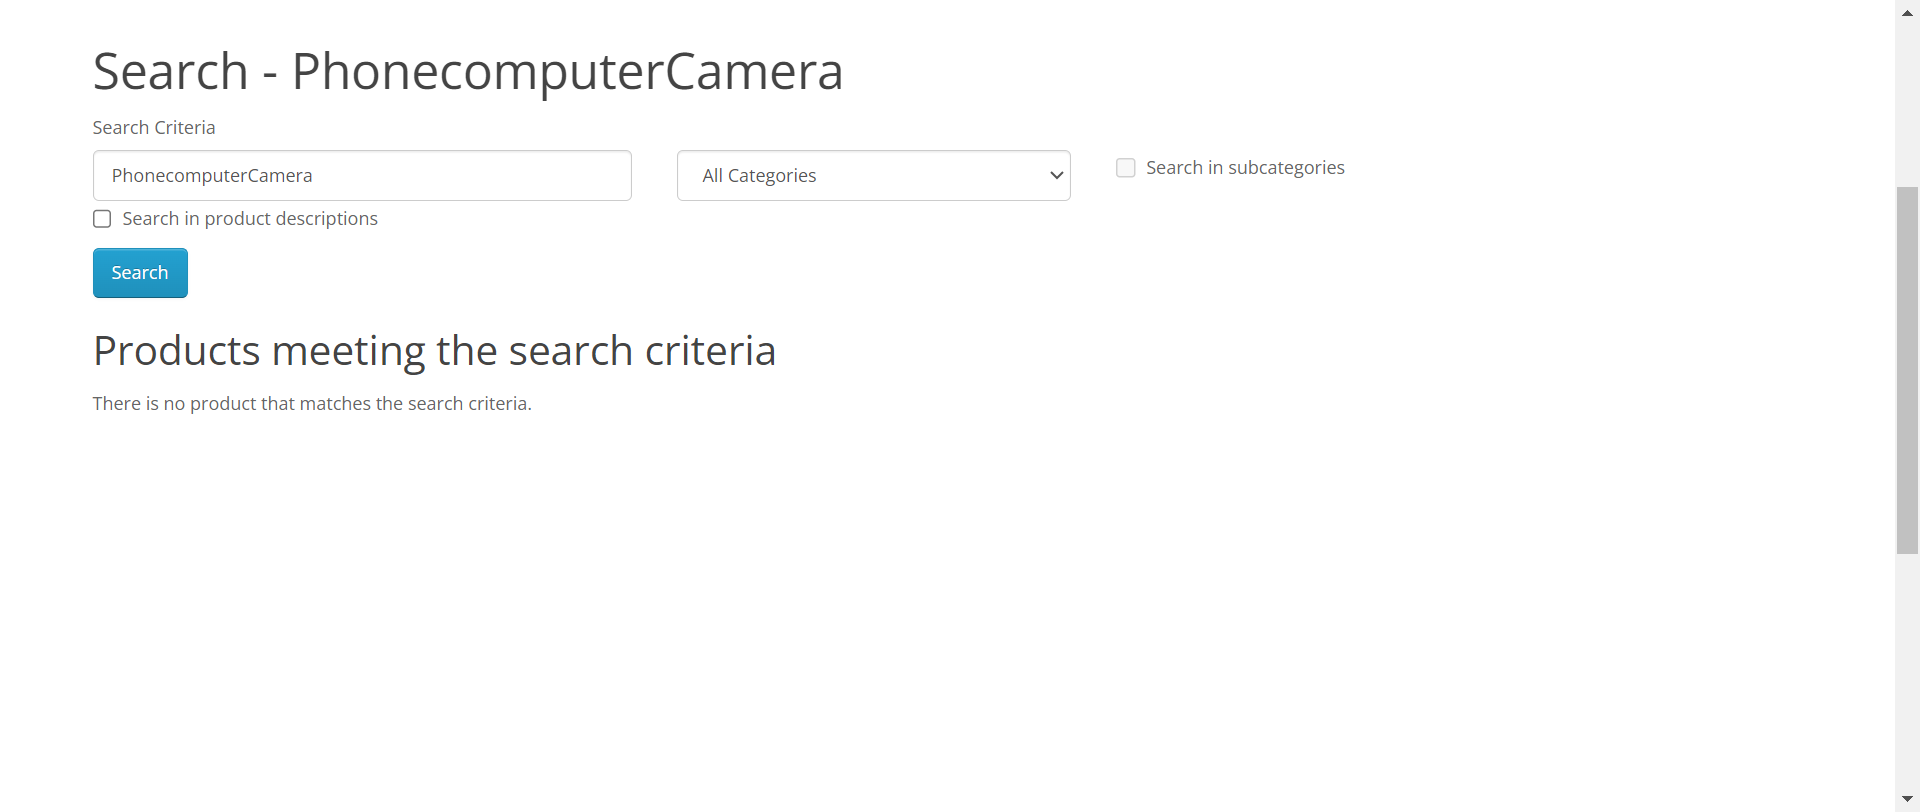 Search - PhonecomputerCamera
Search Criteria
PhonecomputerCamera
All Categories
Search in subcategories
Search in product descriptions
Search
Products meeting the search criteria
There is no product that matches the search criteria.